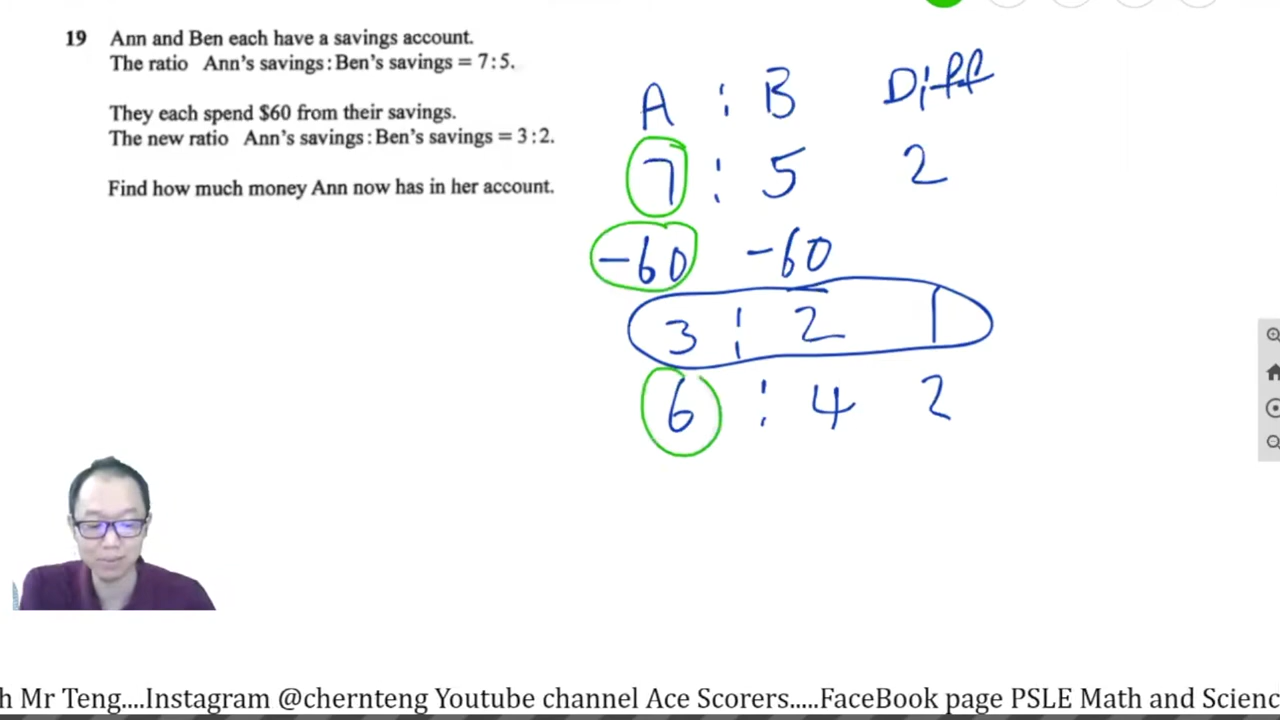 19 Ann and Ben each have a savings account.
The ratio Ann's savings : Ben's savings = 7 : 5.
They each spend $60 from their savings.
The new ratio Ann's savings : Ben's savings = 3 : 2.
Find how much money Ann now has in her account.
A : B Diff
7 : 5 2
-60 -60
3 : 2 1
6 : 4 2
h Mr Teng....Instagram @chernteng Youtube channel Ace Scorers.....FaceBook page PSLE Math and Scienc